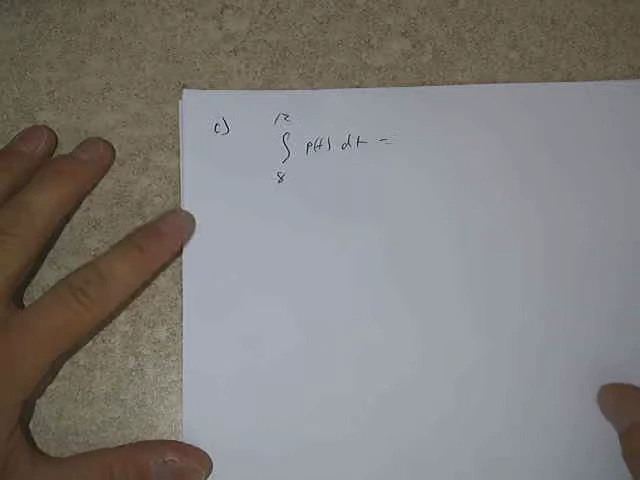 12
c) ∫ p(t) dt =
8